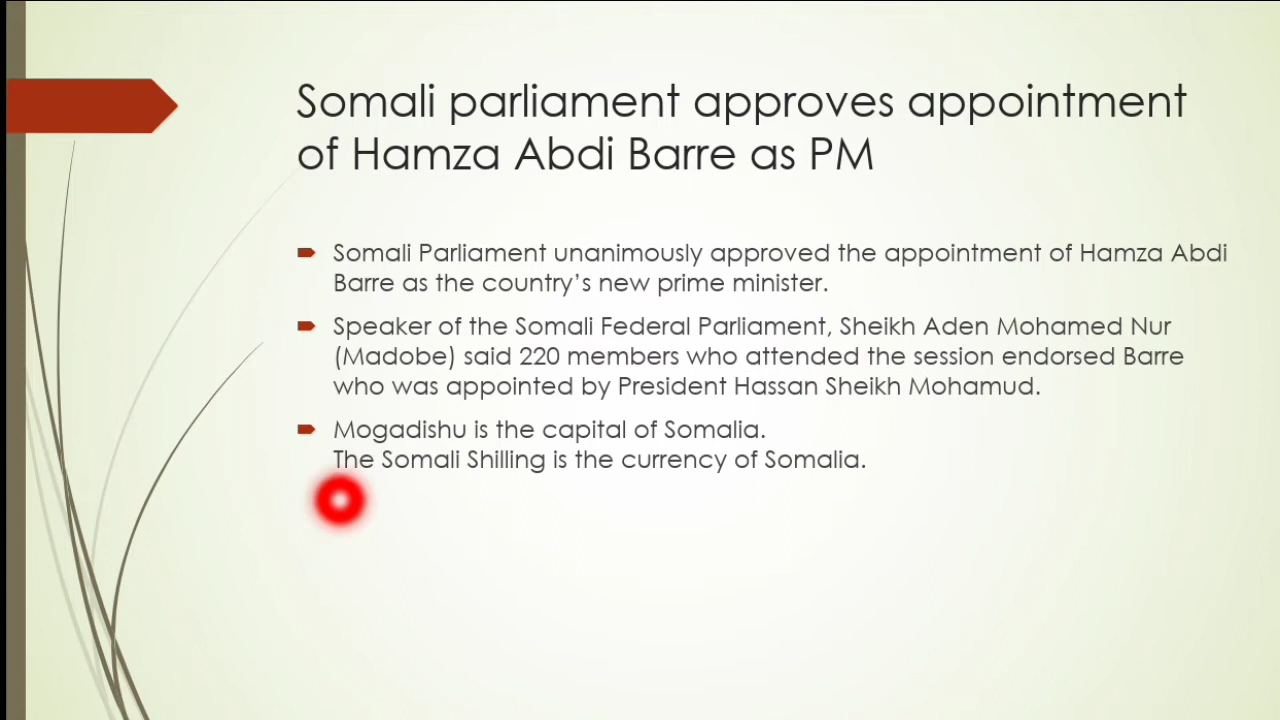 Somali parliament approves appointment
of Hamza Abdi Barre as PM
Somali Parliament unanimously approved the appointment of Hamza Abdi
Barre as the country’s new prime minister.
Speaker of the Somali Federal Parliament, Sheikh Aden Mohamed Nur
(Madobe) said 220 members who attended the session endorsed Barre
who was appointed by President Hassan Sheikh Mohamud.
Mogadishu is the capital of Somalia.
The Somali Shilling is the currency of Somalia.